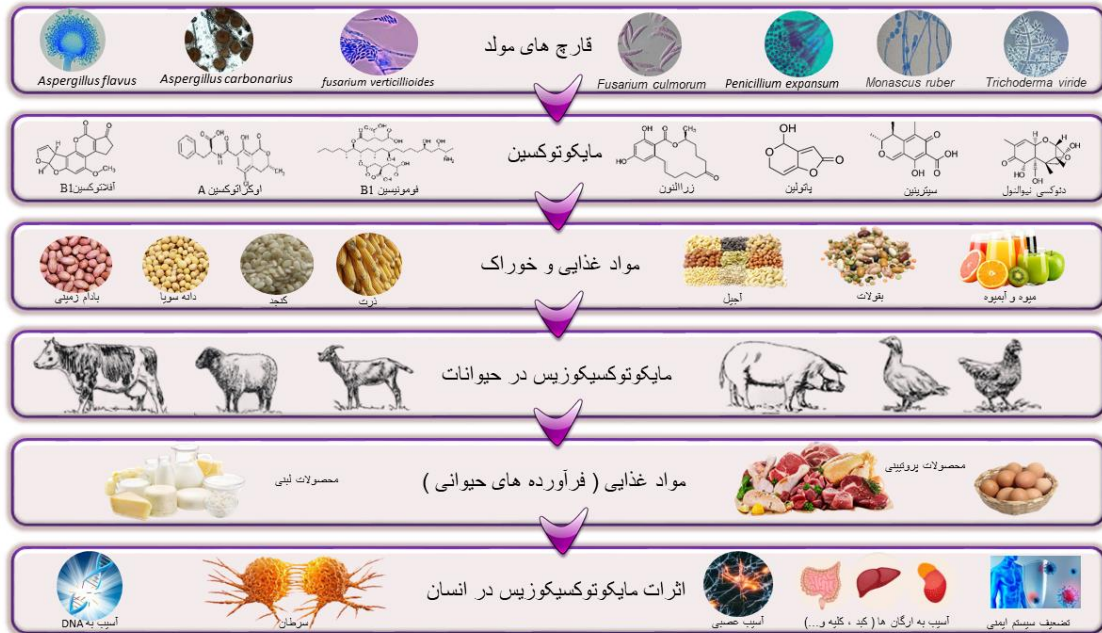 قارچ های مولد
Aspergillus flavus
Aspergillus carbonarius
fusarium verticillioides
Fusarium culmorum
Penicillium expansum
Monascus ruber
Trichoderma viride
مایکوتوکسین
آفلاتوکسین B1
اوکراتوکسین A
فومونیسین B1
زراالنون
پاتولین
سیترینین
دئوکسی نیوالنول
مواد غذایی و خوراک
بادام زمینی
دانه سویا
کنجد
ذرت
آجیل
بقولات
میوه و آبمیوه
مایکوتوکسیکوزیس در حیوانات
مواد غذایی ( فرآورده های حیوانی )
محصولات لبنی
محصولات پروتیینی
اثرات مایکوتوکسیکوزیس در انسان
آسیب به DNA
سرطان
آسیب عصبی
آسیب به ارگان ها ( کبد ، کلیه و...)
تضعیف سیستم ایمنی